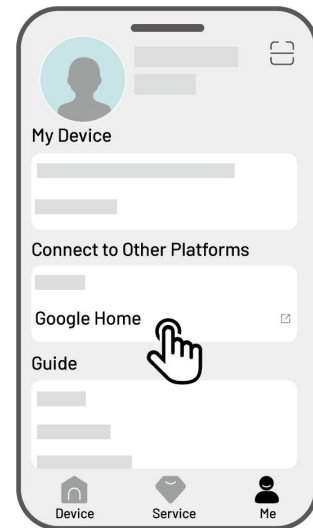 My Device
Connect to Other Platforms
Google Home
Guide
Device Service Me